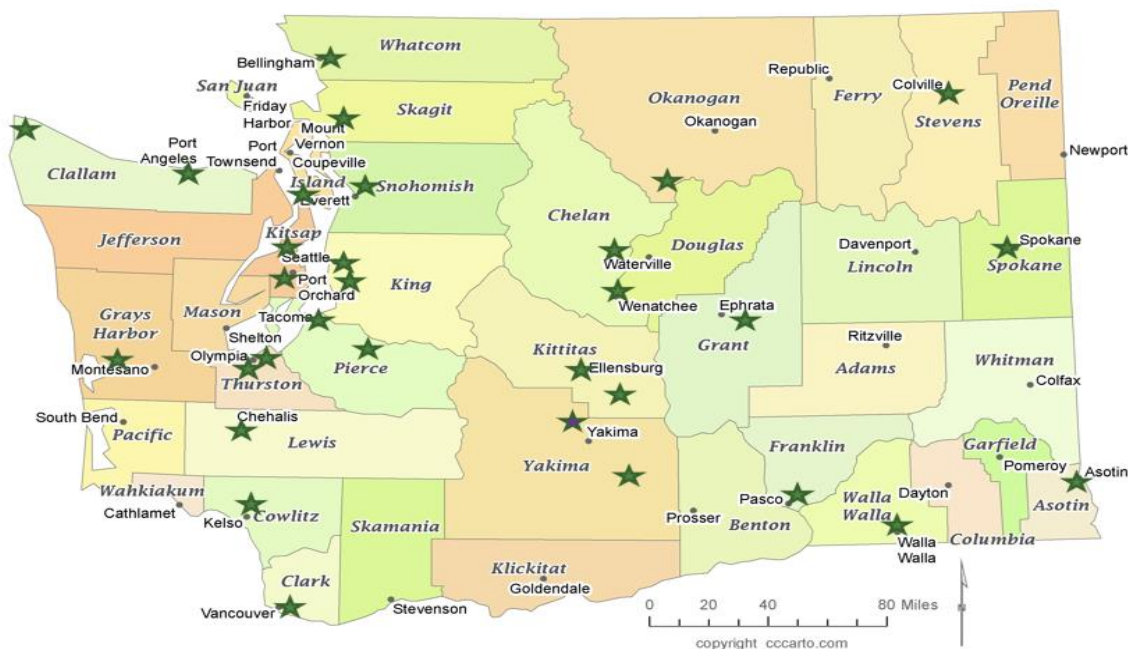 Whatcom
Bellingham
San Juan
Friday
Harbor
Skagit
Mount
Vernon
Okanogan
Okanogan
Republic
Ferry
Colville
Stevens
Pend
Oreille
Newport
Port
Angeles
Clallam
Port
Townsend
Coupeville
Island
Everett
Snohomish
Chelan
Douglas
Waterville
Davenport
Lincoln
Spokane
Spokane
Jefferson
Kitsap
Seattle
Port
Orchard
King
Wenatchee
Ephrata
Grant
Grays
Harbor
Mason
Shelton
Tacoma
Olympia
Montesano
Thurston
Pierce
Kittitas
Ellensburg
Ritzville
Adams
Whitman
Colfax
South Bend
Pacific
Chehalis
Lewis
Yakima
Yakima
Franklin
Pasco
Garfield
Pomeroy
Asotin
Asotin
Wahkiakum
Cathlamet
Cowlitz
Kelso
Skamania
Prosser
Benton
Walla
Walla
Dayton
Walla
Walla
Columbia
Clark
Vancouver
Stevenson
Klickitat
Goldendale
0 20 40 80 Miles
copyright cccarto.com